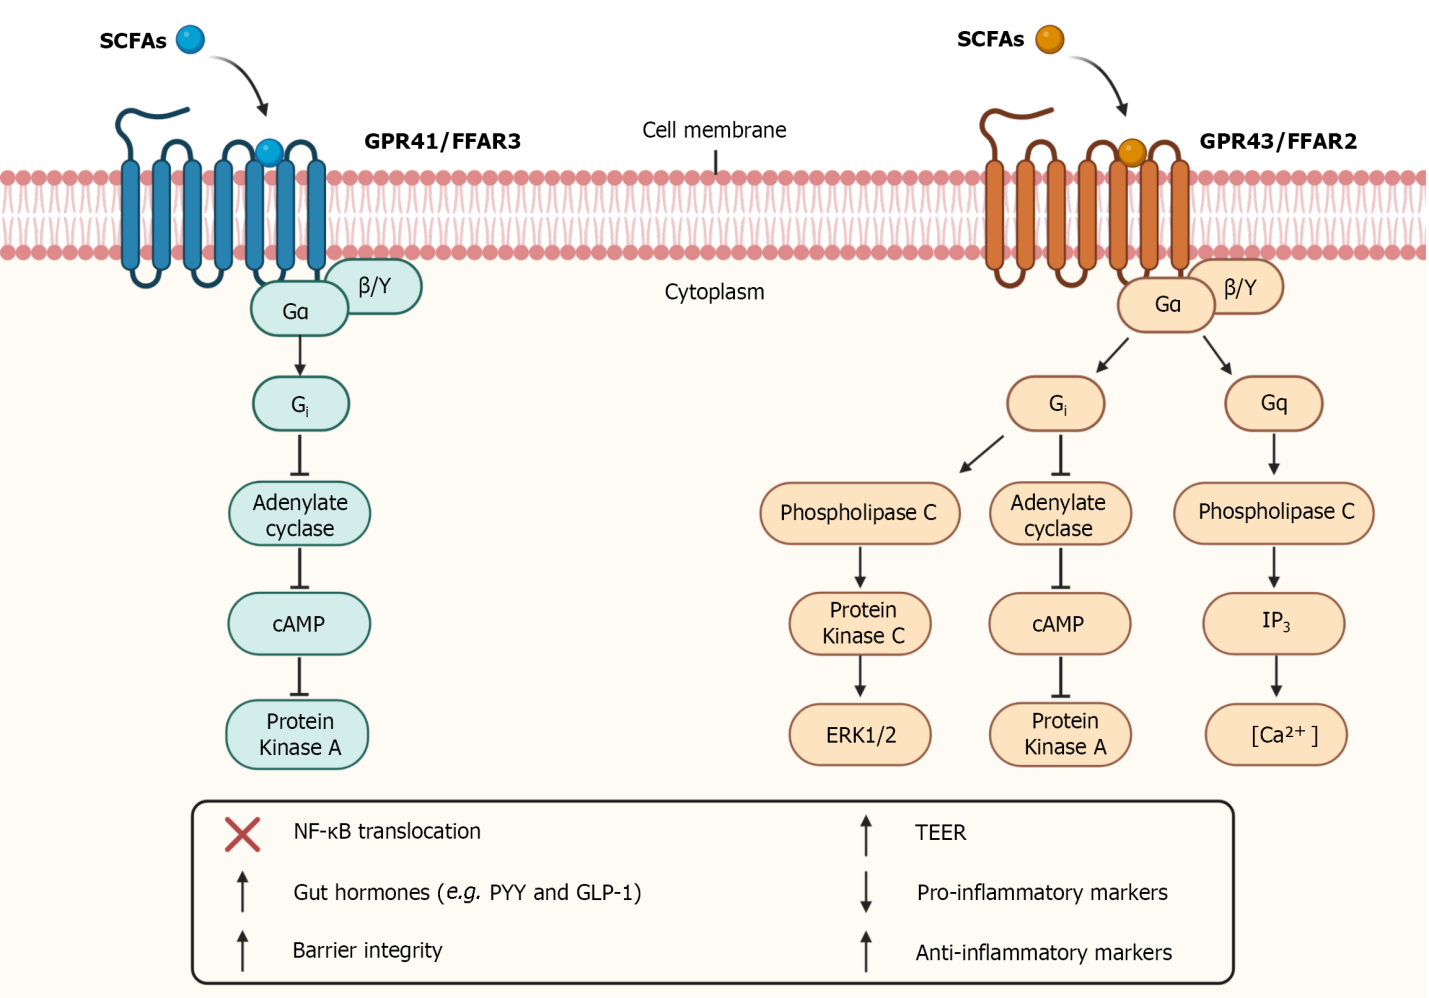 SCFAs
SCFAs
GPR41/FFAR3
Cell membrane
GPR43/FFAR2
Cytoplasm
β/Y
Gα
β/Y
Gα
Gᵢ
Gᵢ
Gq
Adenylate
cyclase
Phospholipase C
Adenylate
cyclase
Phospholipase C
cAMP
Protein
Kinase C
cAMP
IP₃
Protein
Kinase A
ERK1/2
Protein
Kinase A
[Ca²⁺ ]
NF-κB translocation
TEER
Gut hormones (e.g. PYY and GLP-1)
Pro-inflammatory markers
Barrier integrity
Anti-inflammatory markers